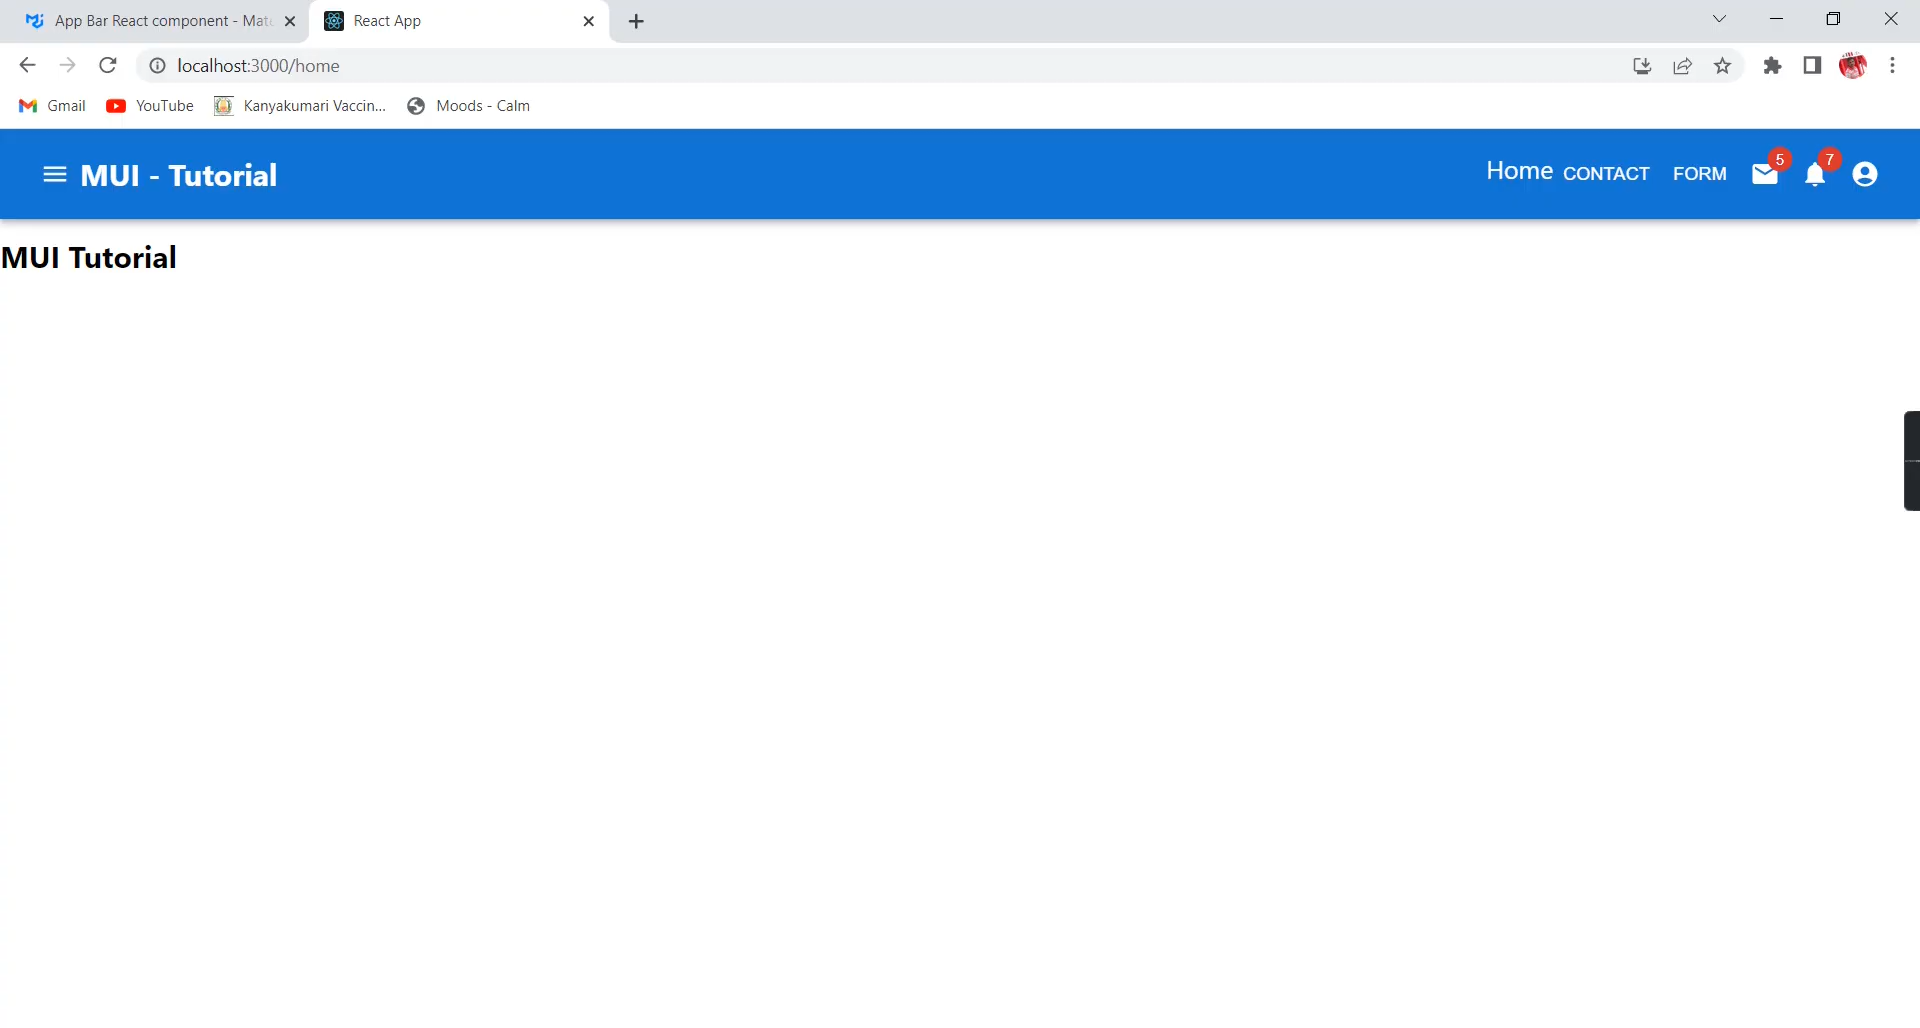 App Bar React component - Mat
React App
localhost:3000/home
Gmail
YouTube
Kanyakumari Vaccin...
Moods - Calm
MUI - Tutorial
Home
CONTACT
FORM
5
7
MUI Tutorial